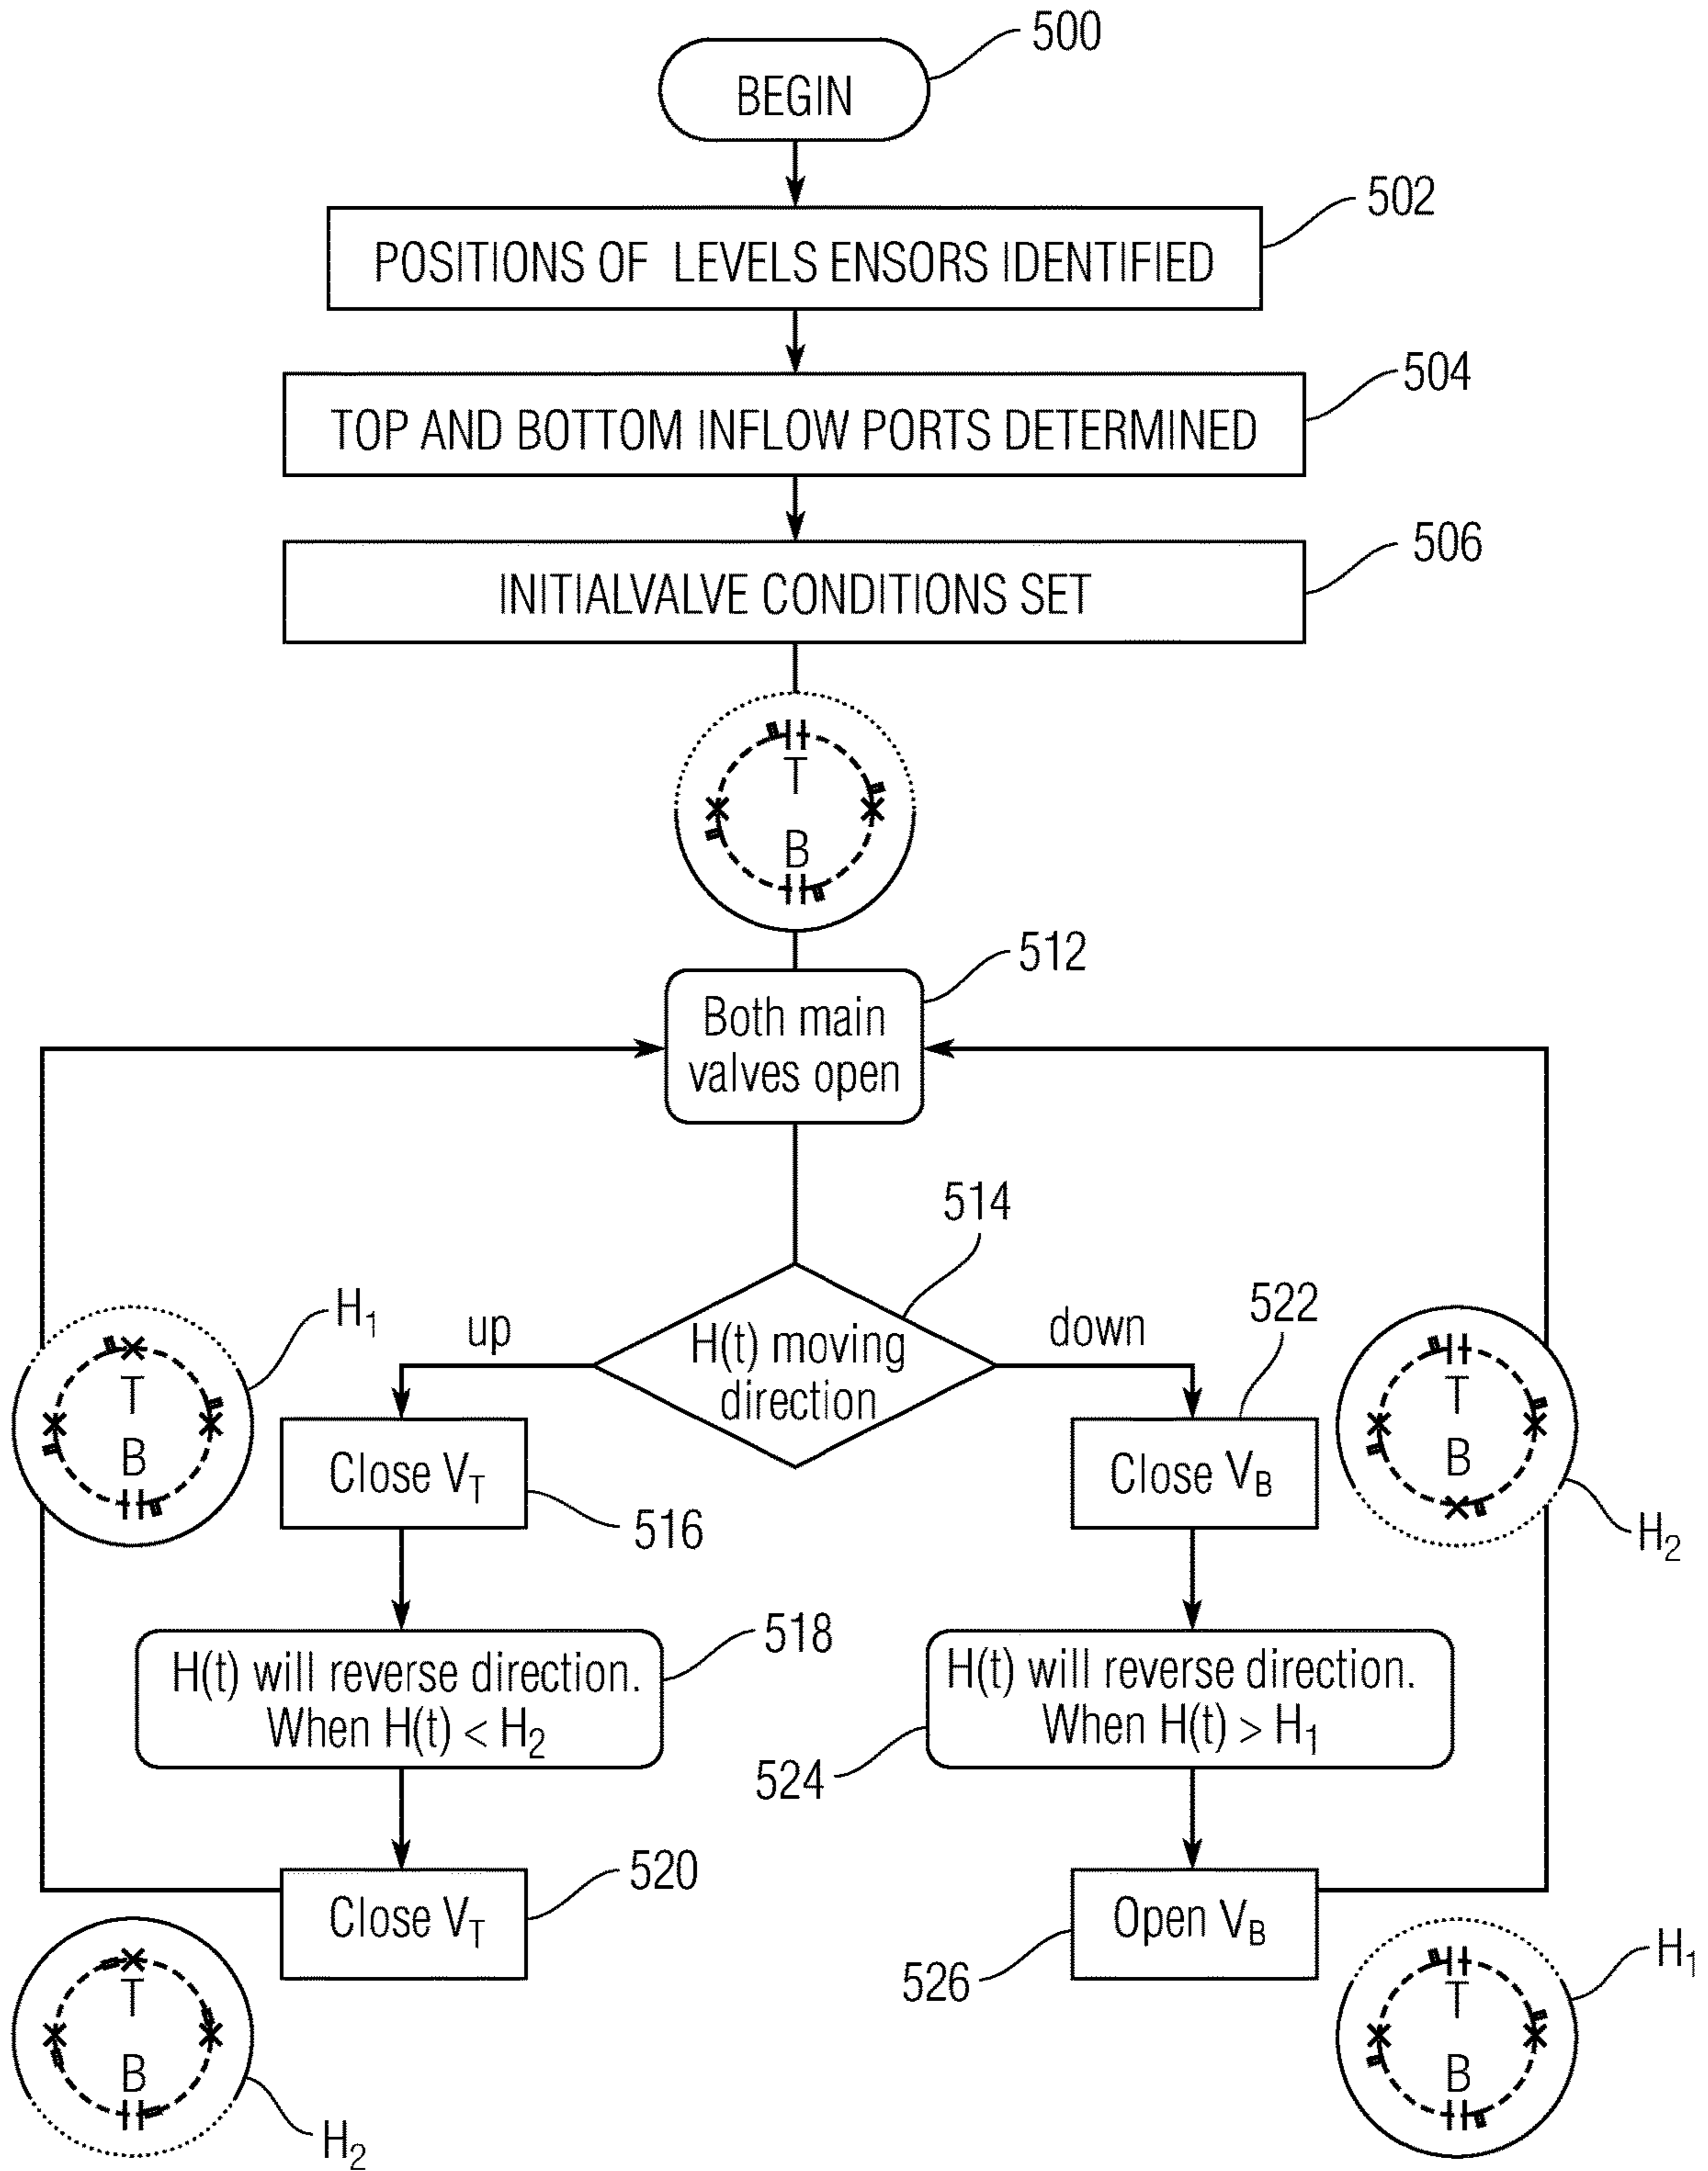 500
BEGIN
502
POSITIONS OF LEVELS ENSORS IDENTIFIED
504
TOP AND BOTTOM INFLOW PORTS DETERMINED
506
INITIALVALVE CONDITIONS SET
T
B
512
Both main
valves open
514
H(t) moving
direction
up
down
H1
T
B
522
T
B
H2
Close VT
516
Close VB
518
H(t) will reverse direction.
When H(t) < H2
H(t) will reverse direction.
When H(t) > H1
524
520
Close VT
Open VB
526
T
B
H2
H1
T
B